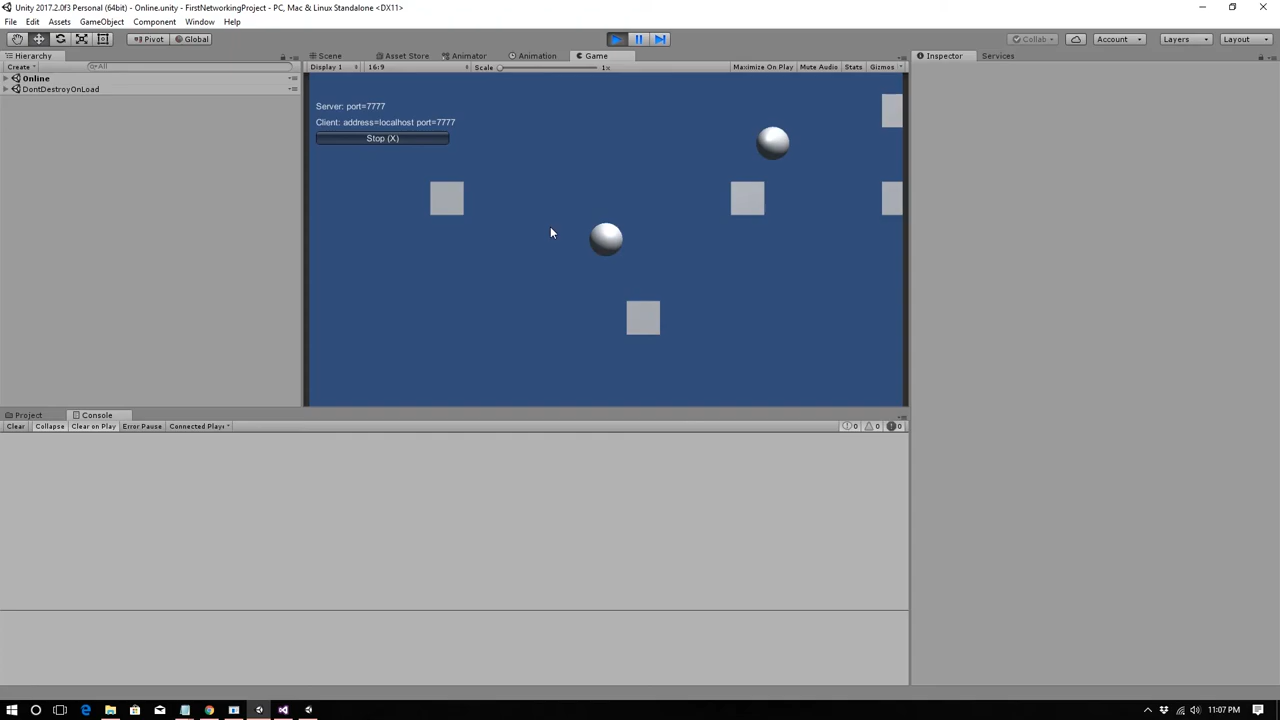 Unity 2017.2.0f3 Personal (64bit) - Online.unity - FirstNetworkingProject - PC, Mac & Linux Standalone <DX11>
File Edit Assets GameObject Component Window Help
Pivot Global Collab Account Layers Layout
Hierarchy Scene Asset Store Animator Animation Game Inspector Services
Create All Display 1 16:9 Scale 1x Maximize On Play Mute Audio Stats Gizmos
Online
DontDestroyOnLoad
Server: port=7777
Client: address=localhost port=7777
Stop (X)
Project Console
Clear Collapse Clear on Play Error Pause Connected Play 0 0 0
11:07 PM